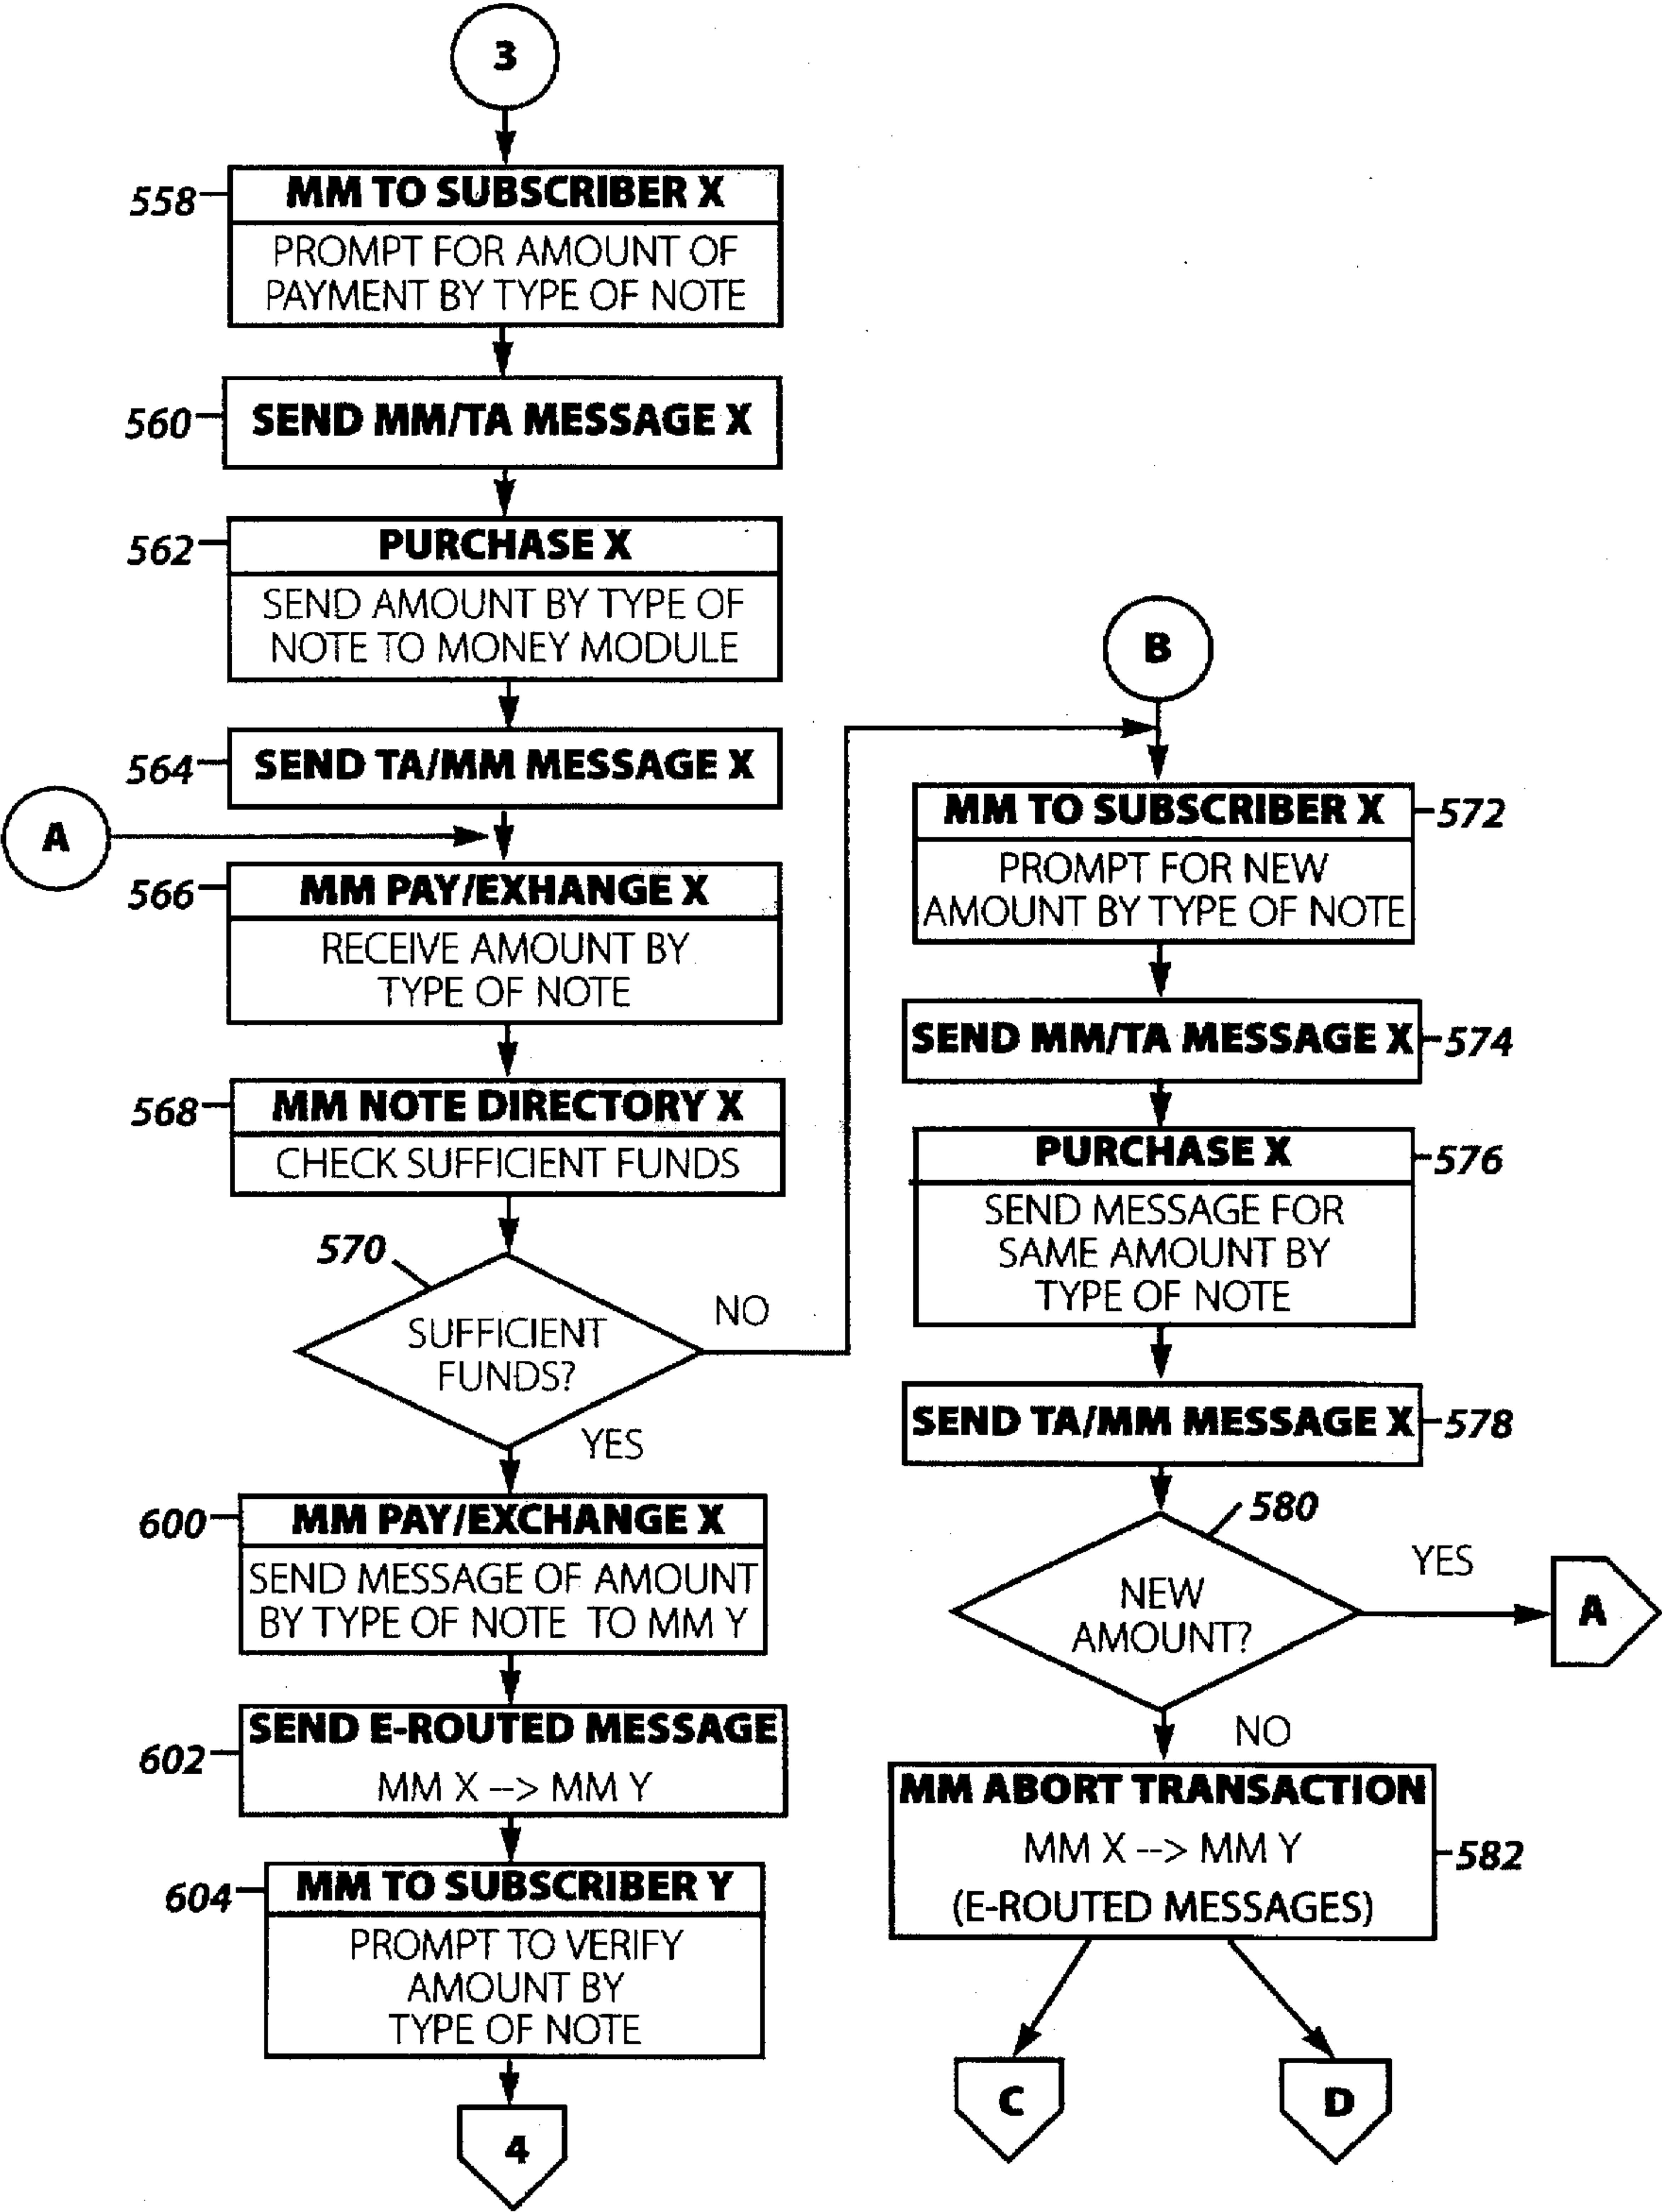 3
558
MM TO SUBSCRIBER X
PROMPT FOR AMOUNT OF
PAYMENT BY TYPE OF NOTE
560
SEND MM/TA MESSAGE X
562
PURCHASE X
SEND AMOUNT BY TYPE OF
NOTE TO MONEY MODULE
564
SEND TA/MM MESSAGE X
A
566
MM PAY/EXHANGE X
RECEIVE AMOUNT BY
TYPE OF NOTE
568
MM NOTE DIRECTORY X
CHECK SUFFICIENT FUNDS
570
SUFFICIENT
FUNDS?
NO
YES
600
MM PAY/EXCHANGE X
SEND MESSAGE OF AMOUNT
BY TYPE OF NOTE TO MM Y
602
SEND E-ROUTED MESSAGE
MM X --> MM Y
604
MM TO SUBSCRIBER Y
PROMPT TO VERIFY
AMOUNT BY
TYPE OF NOTE
4
B
MM TO SUBSCRIBER X
572
PROMPT FOR NEW
AMOUNT BY TYPE OF NOTE
SEND MM/TA MESSAGE X
574
PURCHASE X
576
SEND MESSAGE FOR
SAME AMOUNT BY
TYPE OF NOTE
SEND TA/MM MESSAGE X
578
580
NEW
AMOUNT?
YES
A
NO
MM ABORT TRANSACTION
MM X --> MM Y
582
(E-ROUTED MESSAGES)
C
D